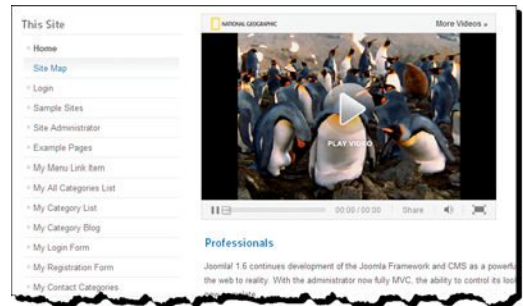 This Site
Home
Site Map
Login
Sample Sites
Site Administrator
Example Pages
My Menu Link Item
My All Categories List
My Category List
My Category Blog
My Login Form
My Registration Form
My Contact Categories
NATIONAL GEOGRAPHIC More Videos »
PLAY VIDEO
00:00 / 00:00 Share
Professionals
Joomla! 1.6 continues development of the Joomla Framework and CMS as a powerfu
the web to reality. With the administrator now fully MVC, the ability to control its loo